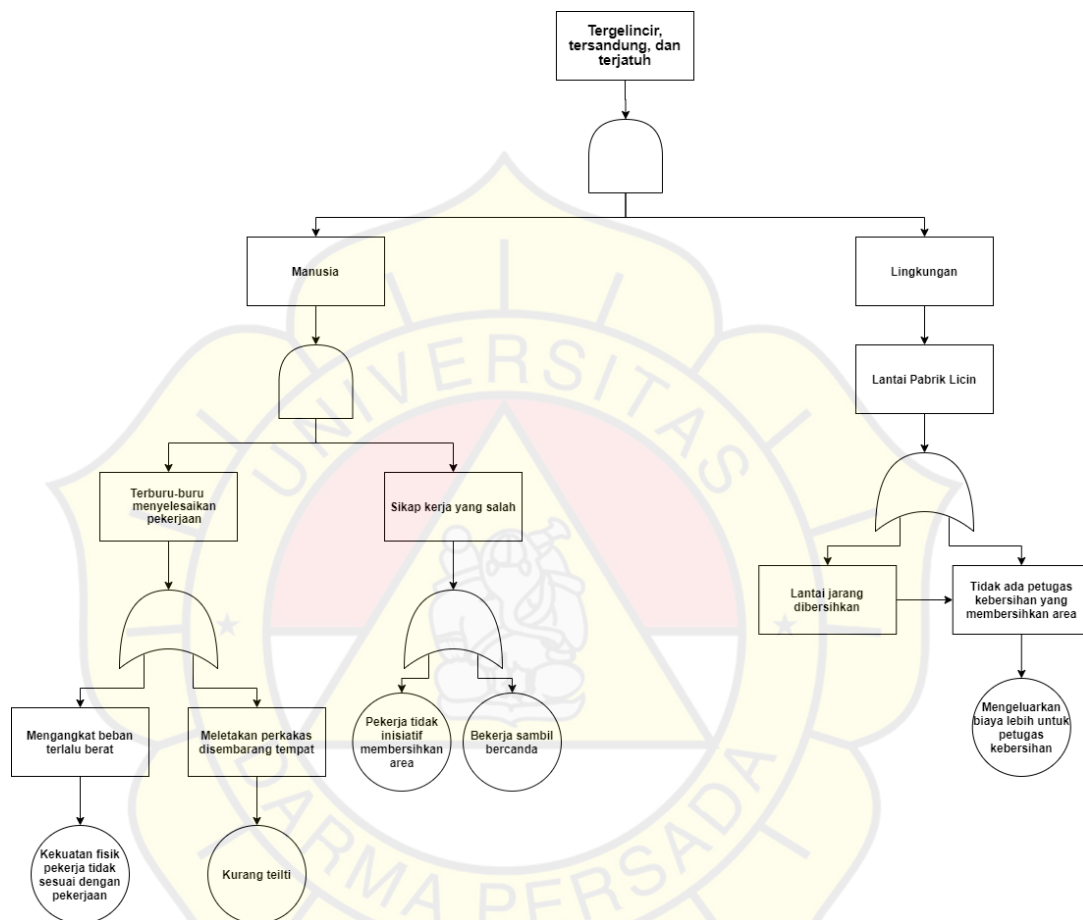 Tergelincir,
tersandung, dan
terjatuh
Manusia
Lingkungan
Lantai Pabrik Licin
Terburu-buru
menyelesaikan
pekerjaan
Sikap kerja yang salah
Lantai jarang
dibersihkan
Tidak ada petugas
kebersihan yang
membersihkan area
Mengangkat beban
terlalu berat
Meletakan perkakas
disembarang tempat
Pekerja tidak
inisiatif
membersihkan
area
Bekerja sambil
bercanda
Mengeluarkan
biaya lebih untuk
petugas
kebersihan
Kekuatan fisik
pekerja tidak
sesuai dengan
pekerjaan
Kurang teilti
UNIVERSITAS
DARMA PERSADA